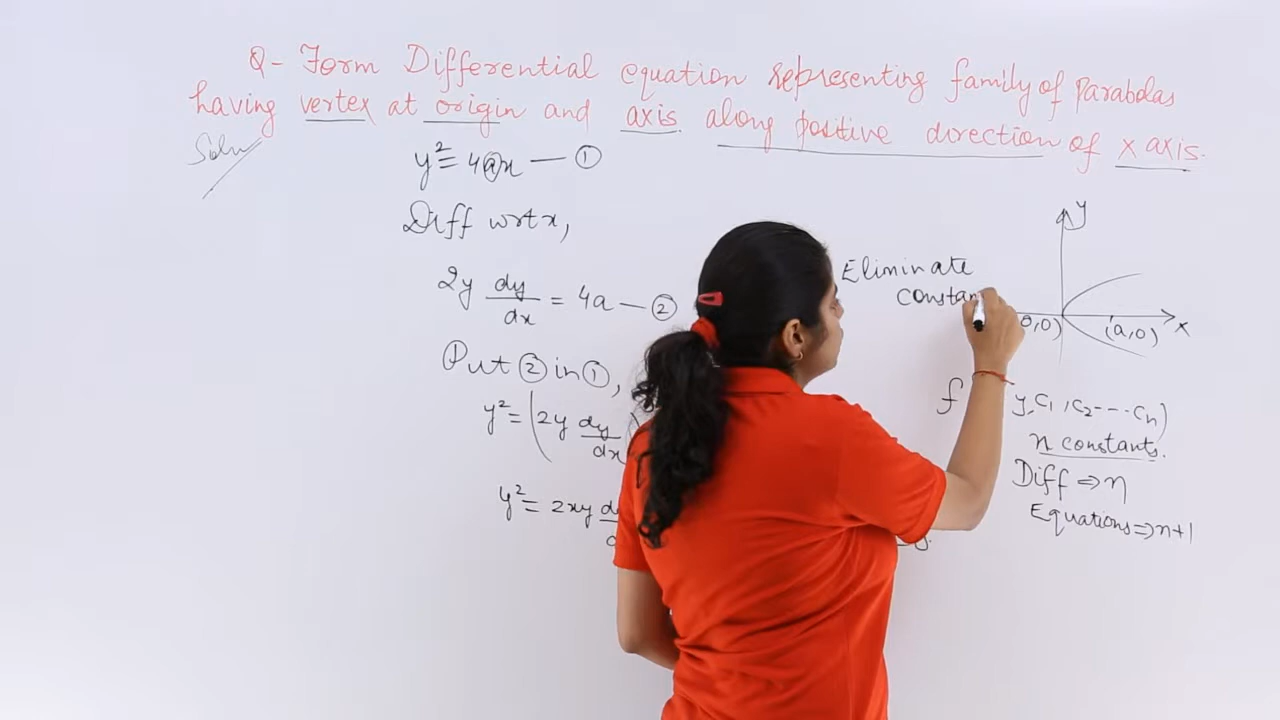 Q- Form Differential equation representing family of Parabolas
having vertex at origin and axis along positive direction of x axis.
Soln
y² = 4ax — ①
Diff wrt x,
2y dy/dx = 4a — ②
Put ② in ①,
y² = (2y dy/dx
y² = 2xy
Eliminate
constan
y
x
0,0)
(a,0)
f
y, C₁, C₂---- Cn)
n constants.
Diff ⇒ n
Equations ⇒ n+1